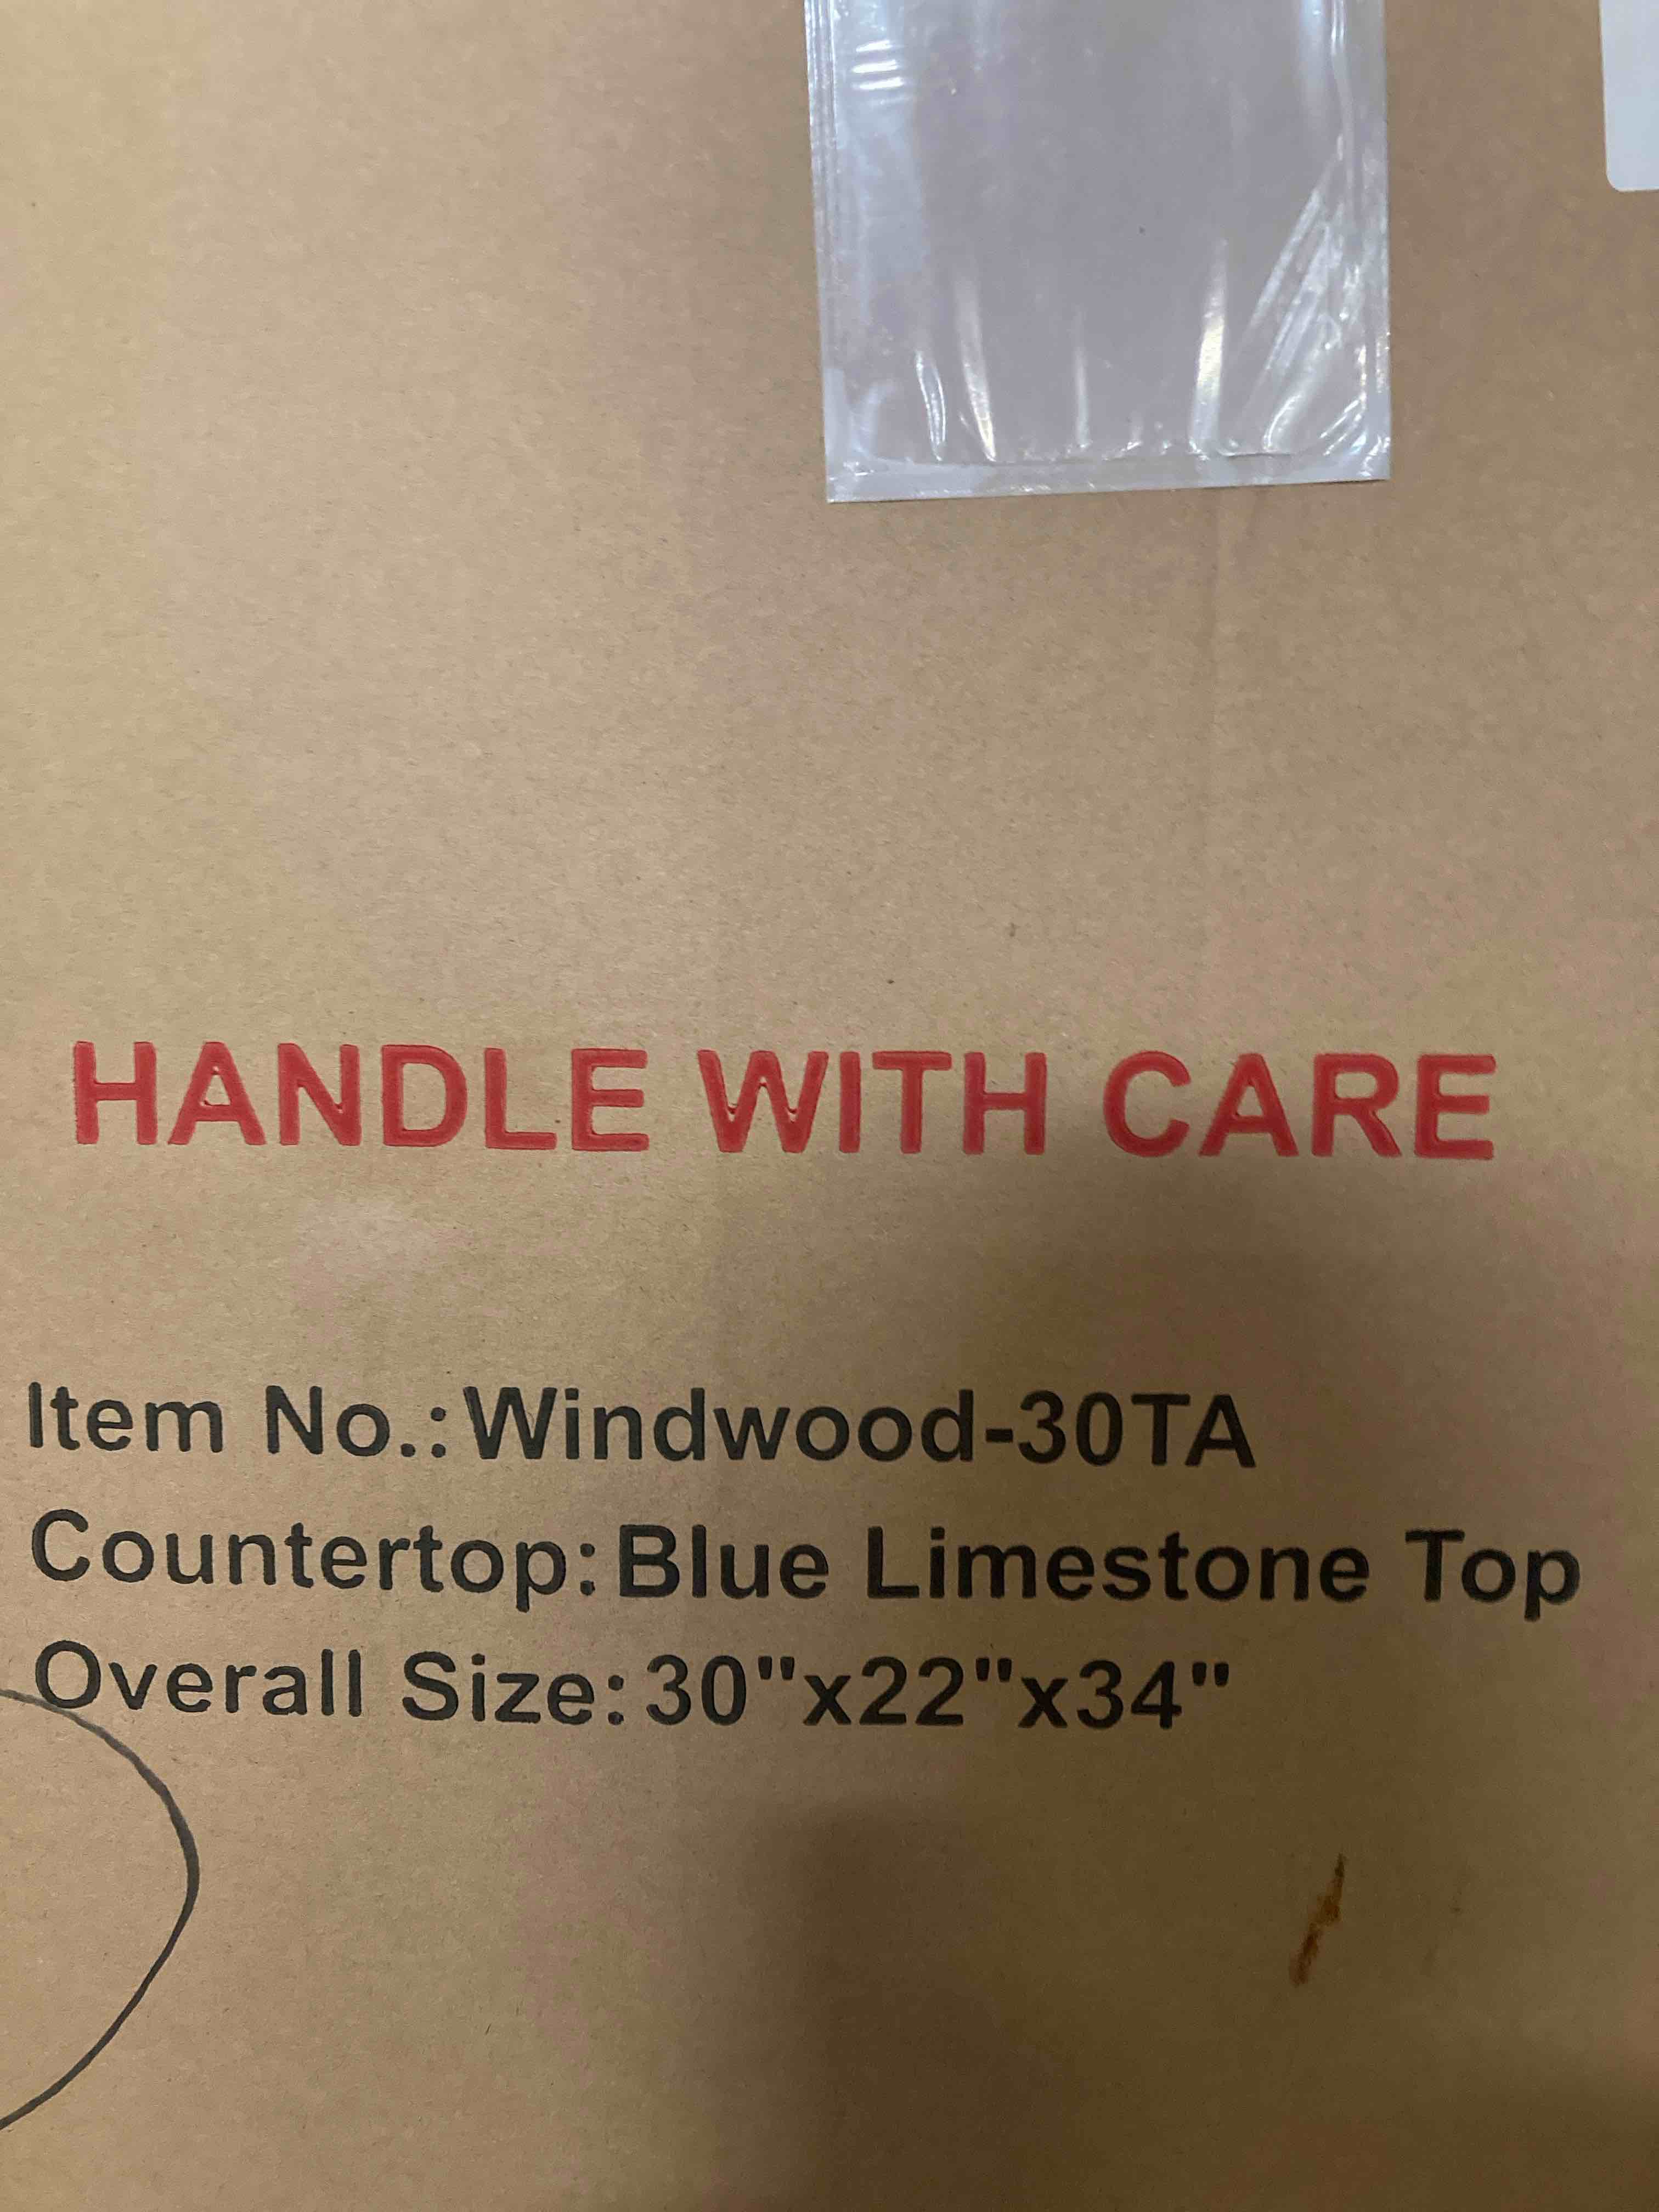 HANDLE WITH CARE
Item No.:Windwood-30TA
Countertop:Blue Limestone Top
Overall Size:30"x22"x34"